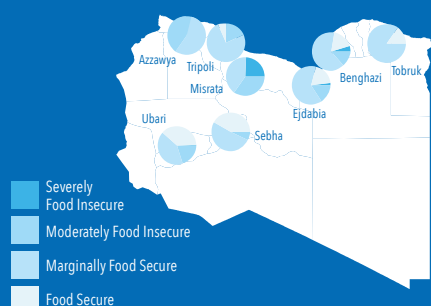 Azzawya
Tripoli
Misrata
Benghazi
Tobruk
Ejdabia
Ubari
Sebha
Severely
Food Insecure
Moderately Food Insecure
Marginally Food Secure
Food Secure